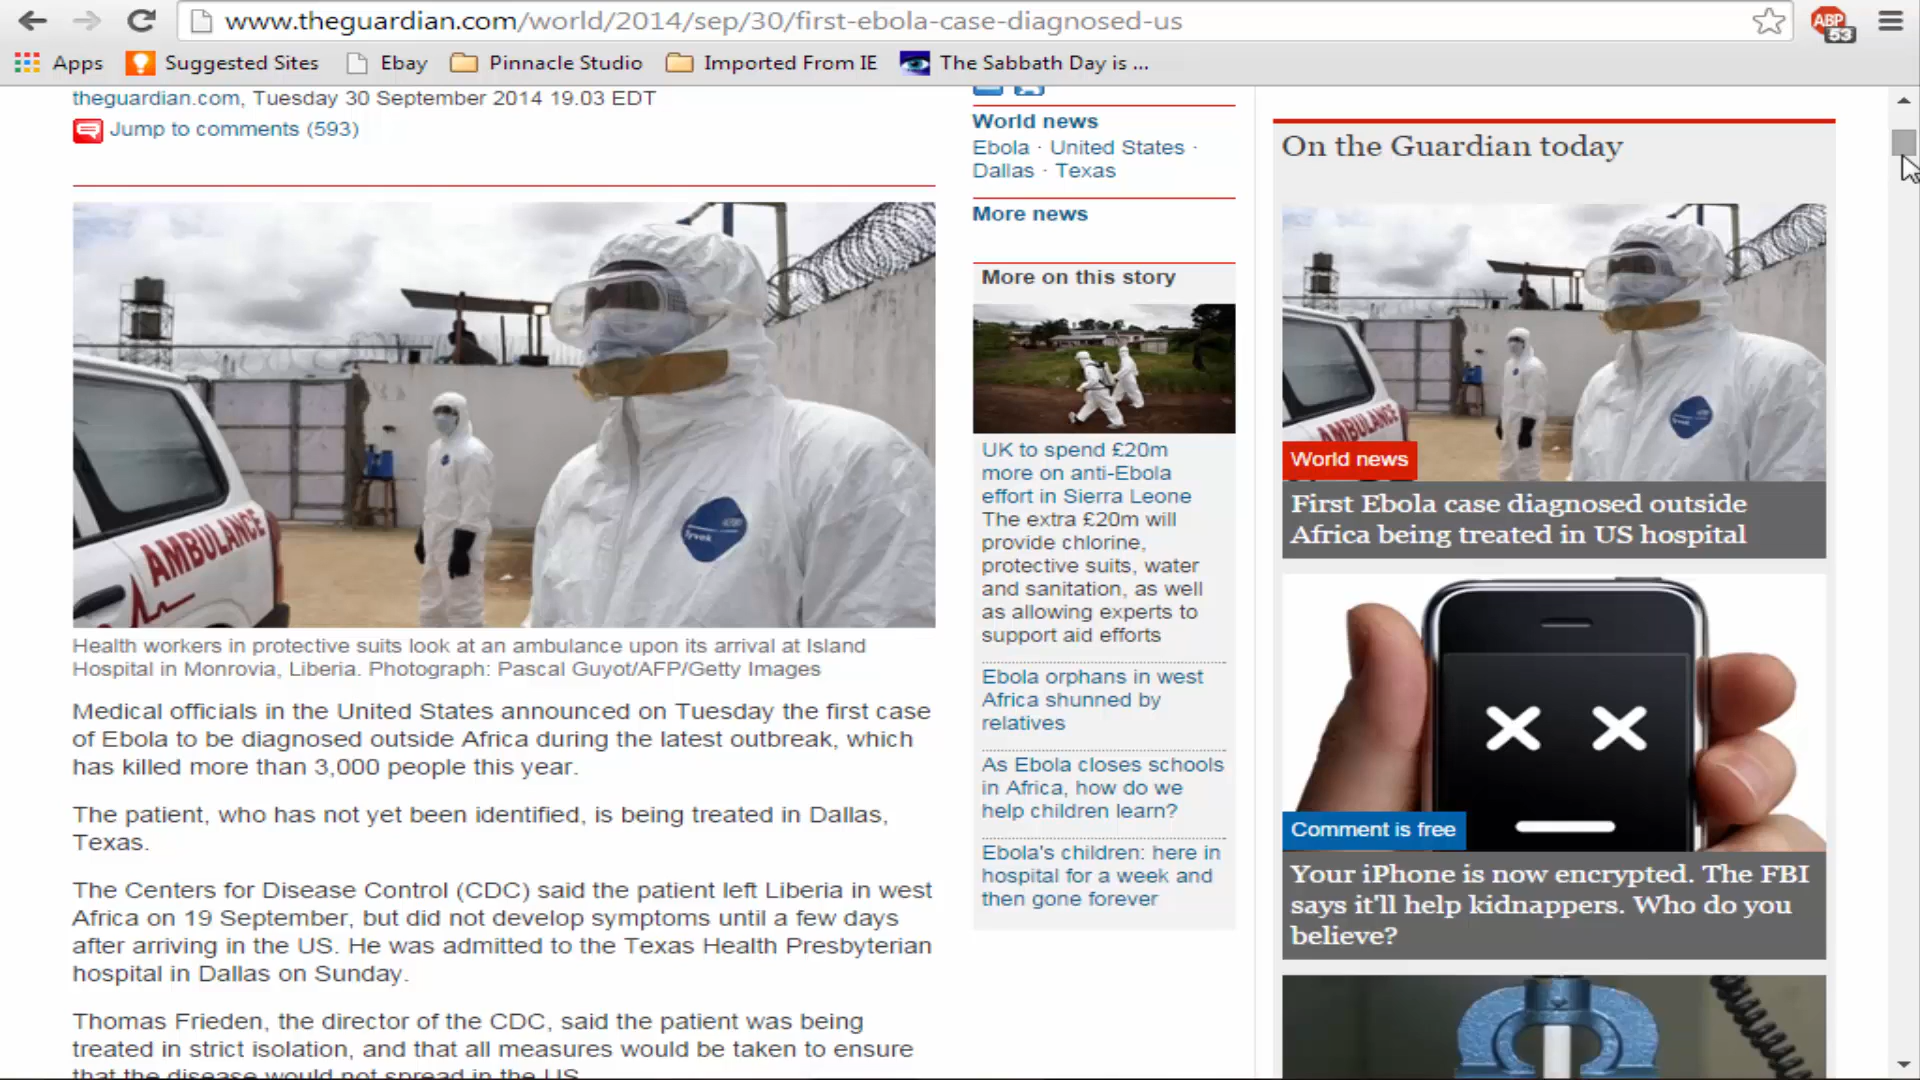 www.theguardian.com/world/2014/sep/30/first-ebola-case-diagnosed-us
ABP
53
Apps
Suggested Sites
Ebay
Pinnacle Studio
Imported From IE
The Sabbath Day is ...
theguardian.com, Tuesday 30 September 2014 19.03 EDT
Jump to comments (593)
AMBULANCE
Tyvek
Health workers in protective suits look at an ambulance upon its arrival at Island
Hospital in Monrovia, Liberia. Photograph: Pascal Guyot/AFP/Getty Images
Medical officials in the United States announced on Tuesday the first case
of Ebola to be diagnosed outside Africa during the latest outbreak, which
has killed more than 3,000 people this year.
The patient, who has not yet been identified, is being treated in Dallas,
Texas.
The Centers for Disease Control (CDC) said the patient left Liberia in west
Africa on 19 September, but did not develop symptoms until a few days
after arriving in the US. He was admitted to the Texas Health Presbyterian
hospital in Dallas on Sunday.
Thomas Frieden, the director of the CDC, said the patient was being
treated in strict isolation, and that all measures would be taken to ensure
that the disease would not spread in the US.
World news
Ebola · United States ·
Dallas · Texas
More news
More on this story
UK to spend £20m
more on anti-Ebola
effort in Sierra Leone
The extra £20m will
provide chlorine,
protective suits, water
and sanitation, as well
as allowing experts to
support aid efforts
Ebola orphans in west
Africa shunned by
relatives
As Ebola closes schools
in Africa, how do we
help children learn?
Ebola's children: here in
hospital for a week and
then gone forever
On the Guardian today
AMBULANCE
World news
First Ebola case diagnosed outside
Africa being treated in US hospital
Comment is free
Your iPhone is now encrypted. The FBI
says it'll help kidnappers. Who do you
believe?